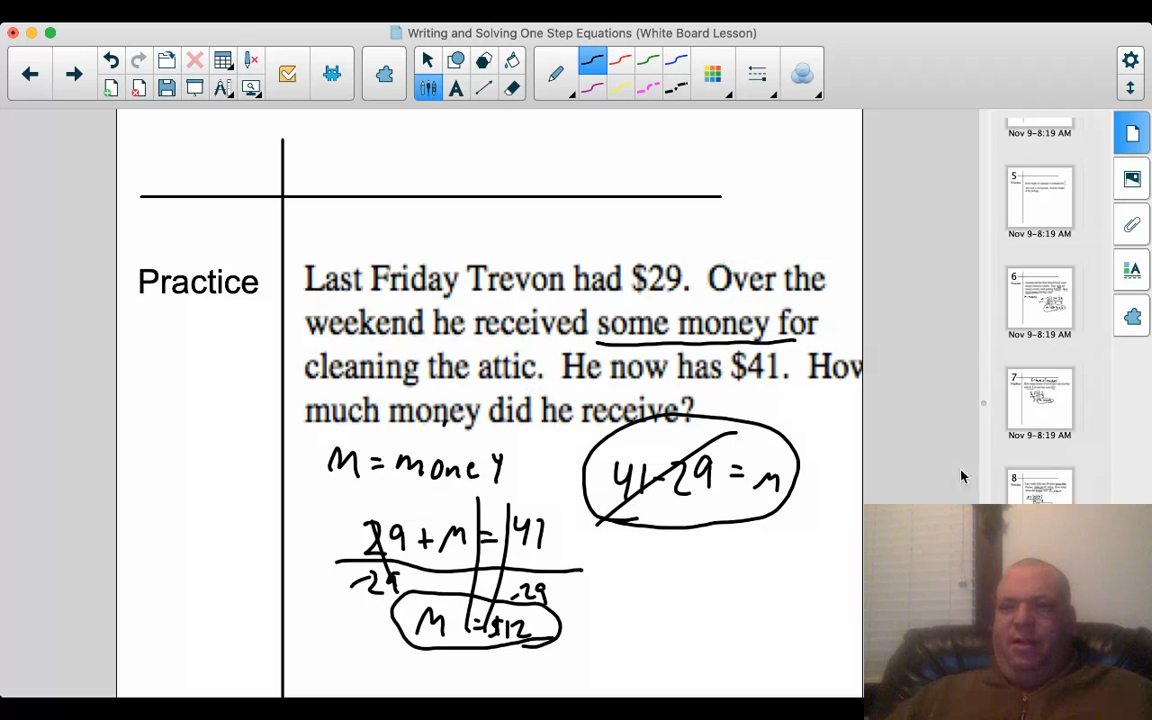 Writing and Solving One Step Equations (White Board Lesson)
Nov 9-8:19 AM
5
Nov 9-8:19 AM
6
Nov 9-8:19 AM
7
Nov 9-8:19 AM
8
Practice
Last Friday Trevon had $29. Over the
weekend he received some money for
cleaning the attic. He now has $41. How
much money did he receive?
M = money
41-29 = M
29 + M = 41
-29 -29
M = $12